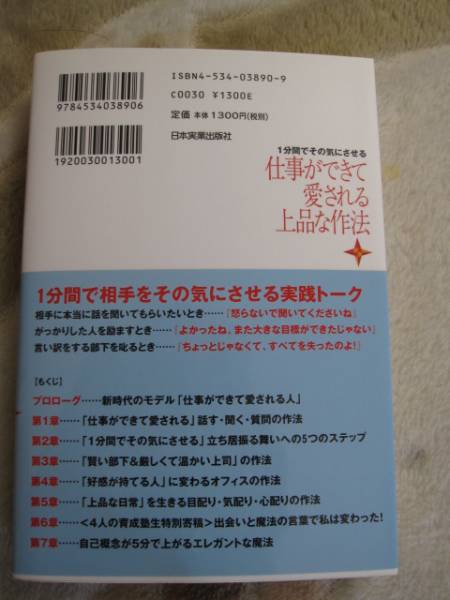 9784534038906
1920030013001
ISBN4-534-03890-9
C0030 ¥1300E
定価 本体1300円(税別)
日本実業出版社
1分間でその気にさせる
仕事ができて
愛される
上品な作法
1分間で相手をその気にさせる実践トーク
相手に本当に話を聞いてもらいたいとき……『怒らないで聞いてくださいね』
がっかりした人を励ますとき……『よかったね。また大きな目標ができたじゃない』
言い訳をする部下を叱るとき……『ちょっとじゃなくて、すべてを失ったのよ!』
【もくじ】
プロローグ……新時代のモデル「仕事ができて愛される人」
第1章……「仕事ができて愛される」話す・聞く・質問の作法
第2章……「1分間でその気にさせる」立ち居振る舞いへの5つのステップ
第3章……「賢い部下&厳しくて温かい上司」の作法
第4章……「好感が持てる人」に変わるオフィスの作法
第5章……「上品な日常」を生きる目配り・気配り・心配りの作法
第6章……<4人の育成塾生特別寄稿>出会いと魔法の言葉で私は変わった!
第7章……自己概念が5分で上がるエレガントな魔法